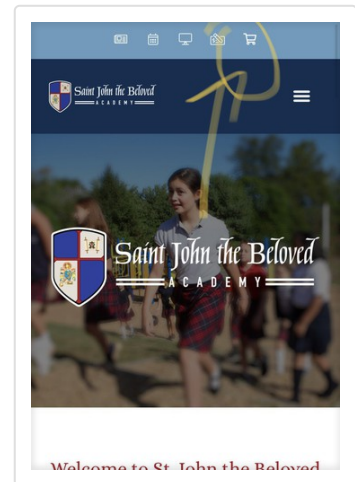 Saint John the Beloved
ACADEMY
Saint John the Beloved
ACADEMY
Welcome to St. John the Beloved